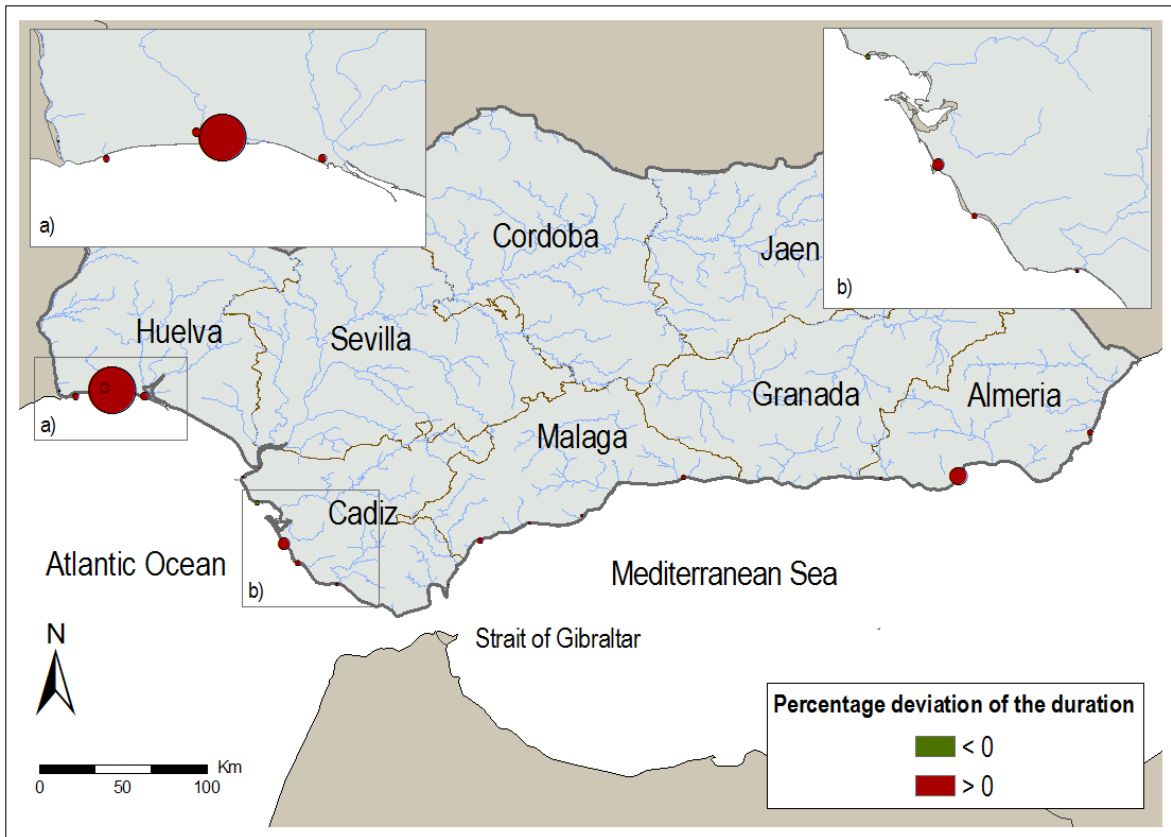 a)
b)
Cordoba
Jaen
Huelva
Sevilla
Granada
Almeria
a)
Malaga
Cadiz
Atlantic Ocean
b)
Mediterranean Sea
N
Strait of Gibraltar
Percentage deviation of the duration
< 0
> 0
Km
0 50 100